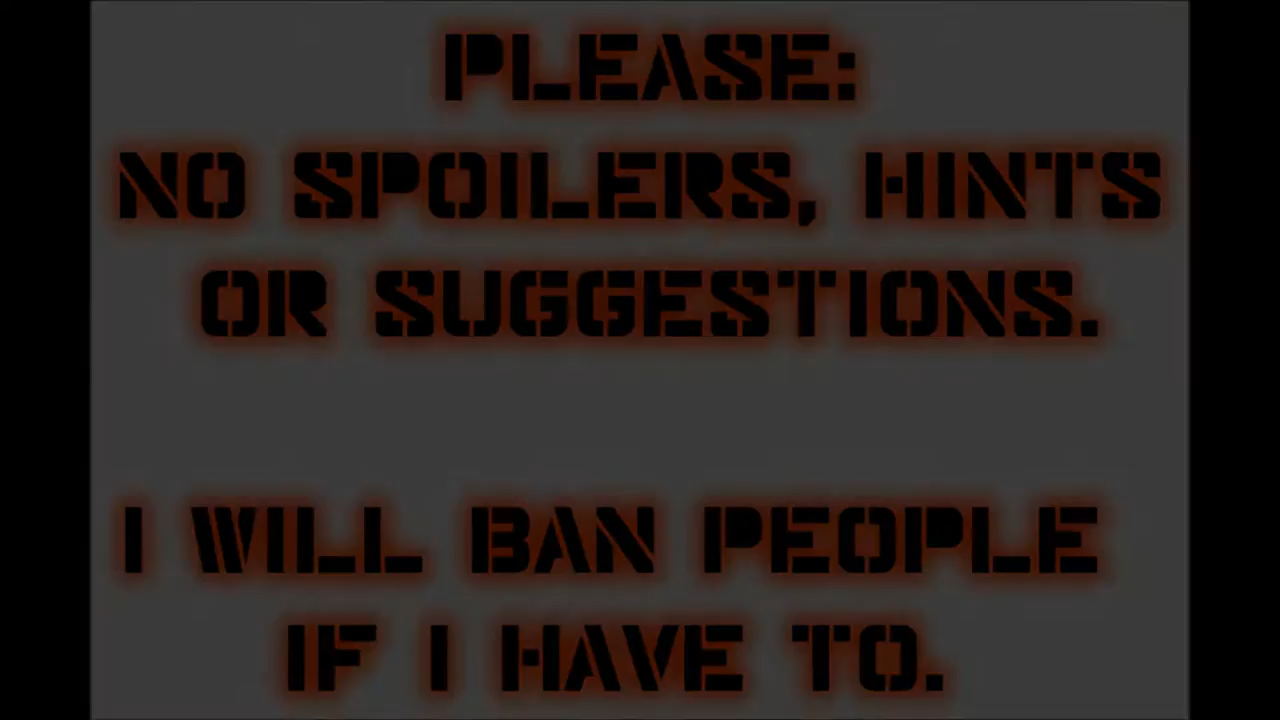 PLEASE:
NO SPOILERS, HINTS
OR SUGGESTIONS.
I WILL BAN PEOPLE
IF I HAVE TO.